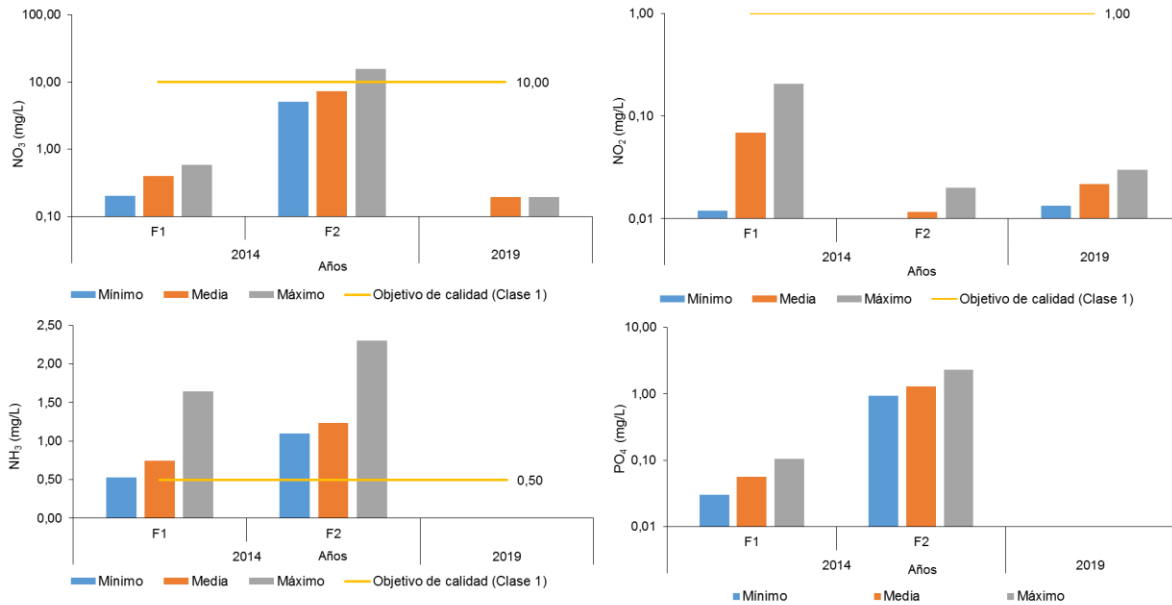 100,00
10,00
1,00
0,10
NO₃ (mg/L)
10,00
F1 F2
2014 2019
Años
Mínimo Media Máximo Objetivo de calidad (Clase 1)
1,00
0,10
0,01
NO₂ (mg/L)
1,00
F1 F2
2014 2019
Años
Mínimo Media Máximo Objetivo de calidad (Clase 1)
2,50
2,00
1,50
1,00
0,50
0,00
NH₃ (mg/L)
0,50
F1 F2
2014 2019
Años
Mínimo Media Máximo Objetivo de calidad (Clase 1)
10,00
1,00
0,10
0,01
PO₄ (mg/L)
F1 F2
2014 2019
Años
Mínimo Media Máximo